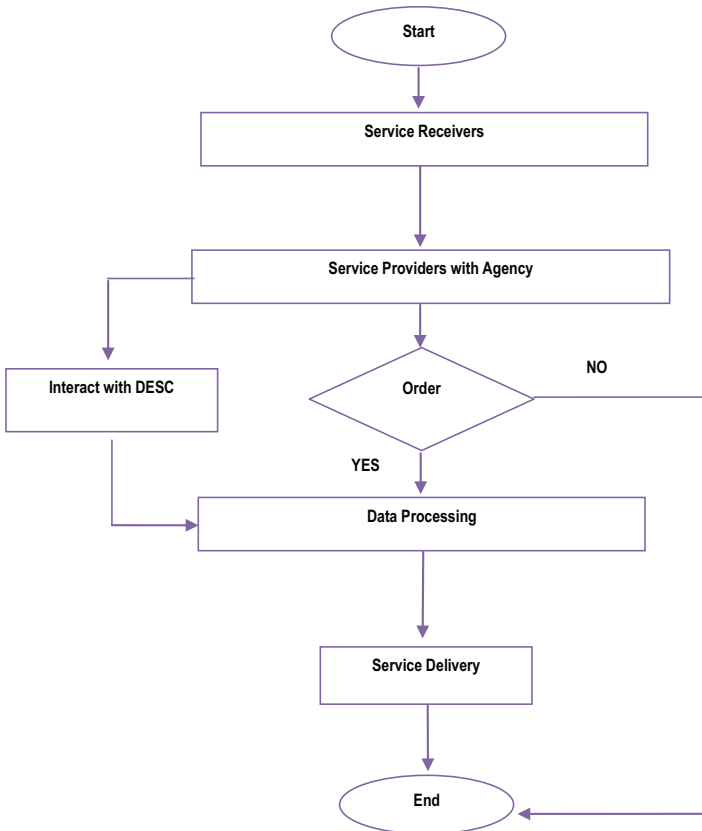 Start
Service Receivers
Service Providers with Agency
Interact with DESC
Order
NO
YES
Data Processing
Service Delivery
End